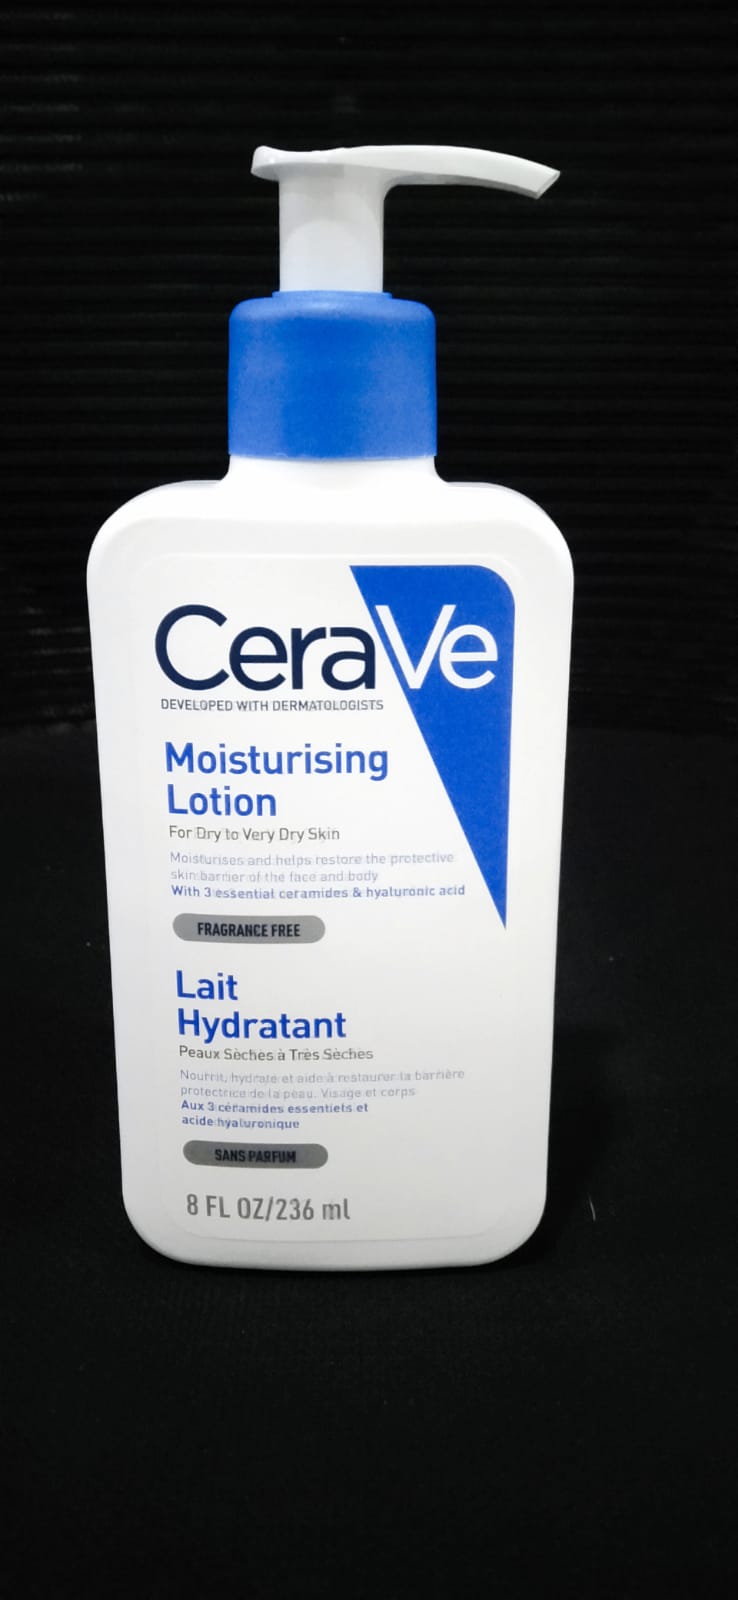 CeraVe
DEVELOPED WITH DERMATOLOGISTS
Moisturising
Lotion
For Dry to Very Dry Skin
Moisturises and helps restore the protective
skin barrier of the face and body
With 3 essential ceramides & hyaluronic acid
FRAGRANCE FREE
Lait
Hydratant
Peaux Sèches à Très Sèches
Nourrit, hydrate et aide à restaurer la barrière
protectrice de la peau. Visage et corps
Aux 3 céramides essentiels et
acide hyaluronique
SANS PARFUM
8 FL OZ/236 ml